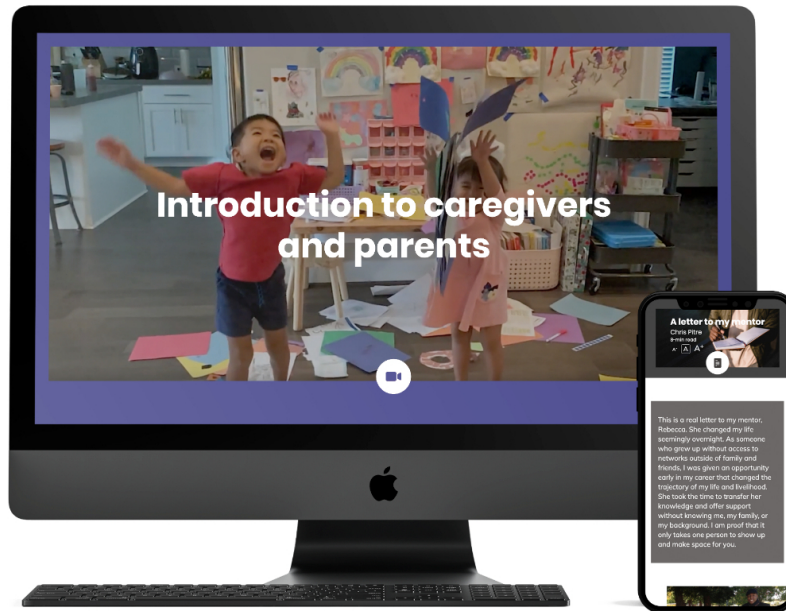 Introduction to caregivers
and parents
A letter to my mentor
Chris Pitre
8-min read
A- A A+
This is a real letter to my mentor,
Rebecca. She changed my life
seemingly overnight. As someone
who grew up without access to
networks outside of family and
friends, I was given an opportunity
early in my career that changed the
trajectory of my life and livelihood.
She took the time to transfer her
knowledge and offer support
without knowing me, my family, or
my background. I am proof that it
only takes one person to show up
and make space for you.